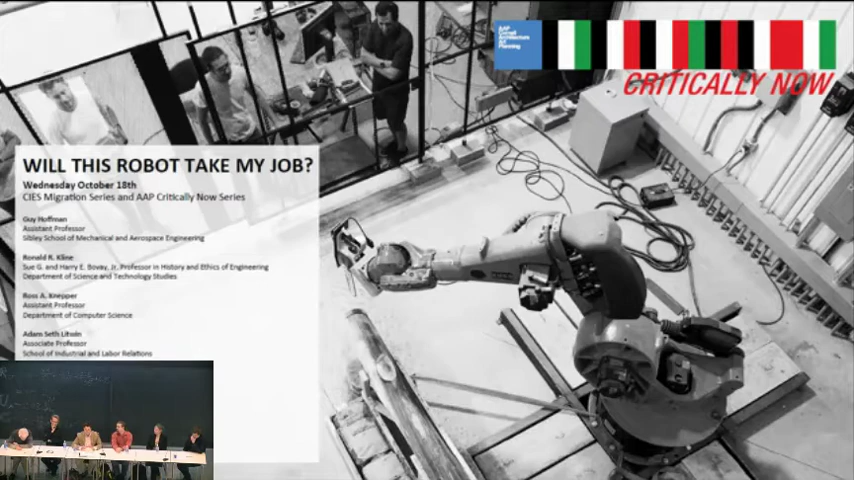 AAP
Cornell
Architecture
Art
Planning
CRITICALLY NOW
WILL THIS ROBOT TAKE MY JOB?
Wednesday October 18th
CIES Migration Series and AAP Critically Now Series
Guy Hoffman
Assistant Professor
Sibley School of Mechanical and Aerospace Engineering
Ronald R. Kline
Sue G. and Harry E. Bovay, Jr. Professor in History and Ethics of Engineering
Department of Science and Technology Studies
Ross A. Knepper
Assistant Professor
Department of Computer Science
Adam Seth Litwin
Associate Professor
School of Industrial and Labor Relations